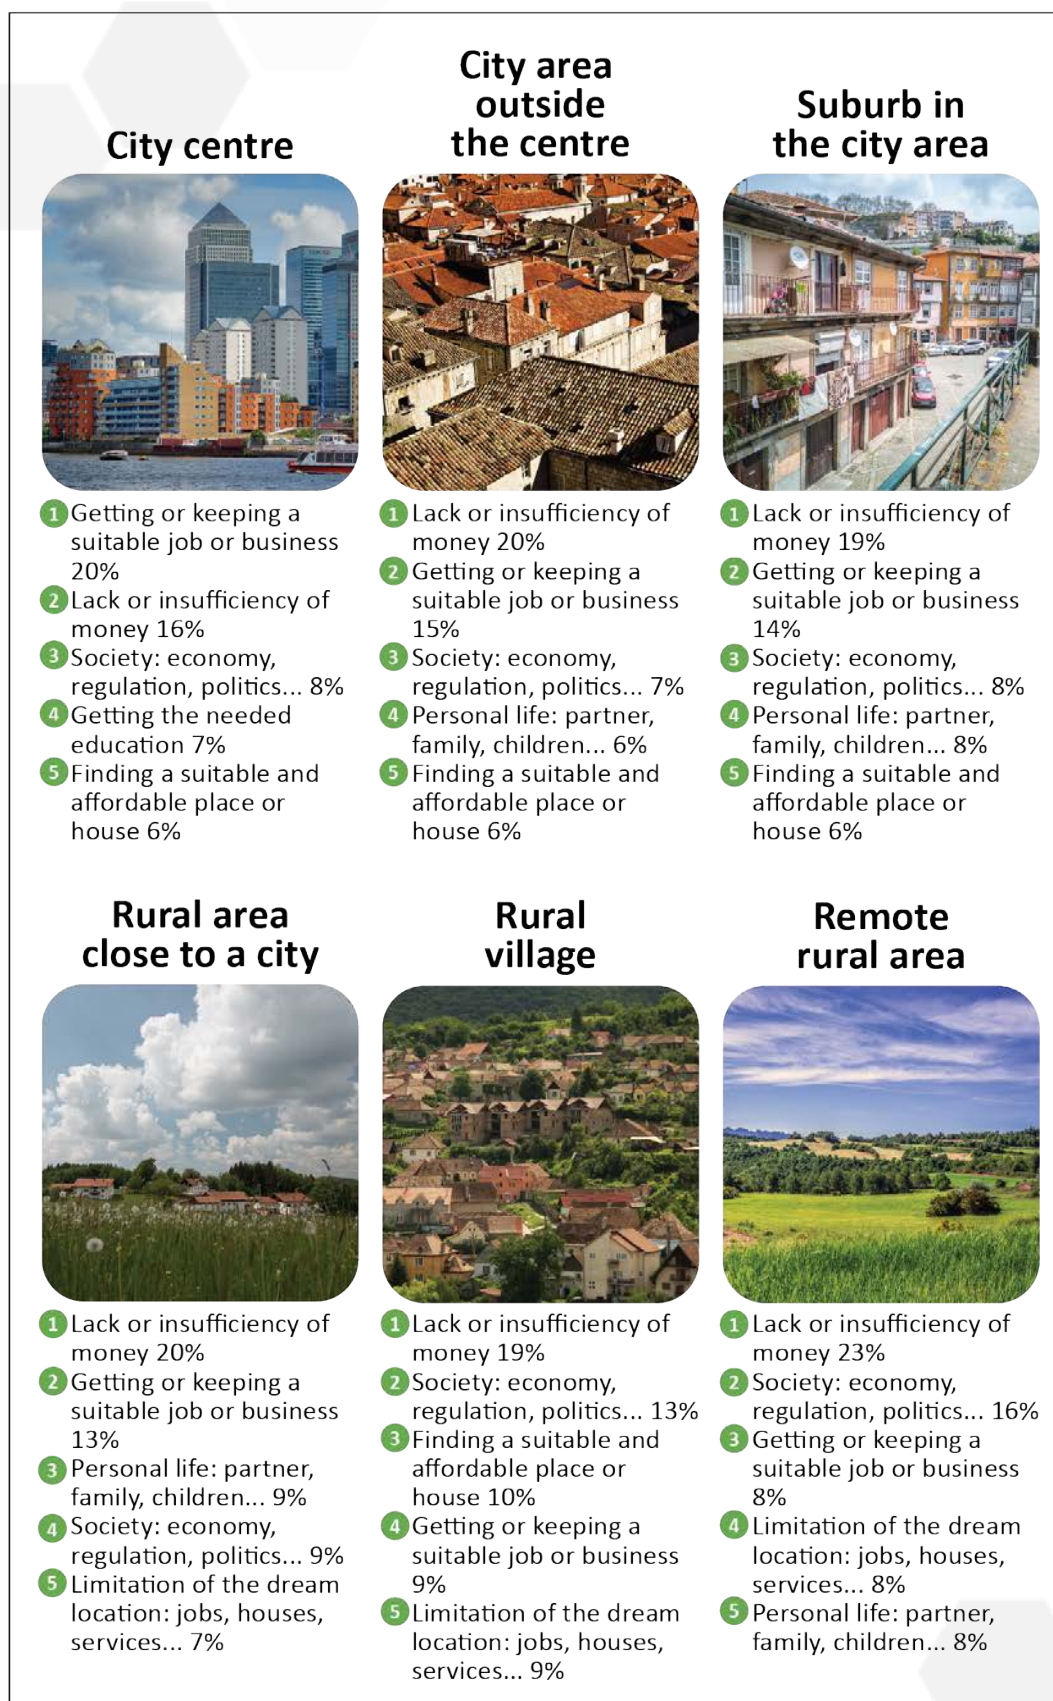 City centre
1 Getting or keeping a
suitable job or business
20%
2 Lack or insufficiency of
money 16%
3 Society: economy,
regulation, politics... 8%
4 Getting the needed
education 7%
5 Finding a suitable and
affordable place or
house 6%
City area
outside
the centre
1 Lack or insufficiency of
money 20%
2 Getting or keeping a
suitable job or business
15%
3 Society: economy,
regulation, politics... 7%
4 Personal life: partner,
family, children... 6%
5 Finding a suitable and
affordable place or
house 6%
Suburb in
the city area
1 Lack or insufficiency of
money 19%
2 Getting or keeping a
suitable job or business
14%
3 Society: economy,
regulation, politics... 8%
4 Personal life: partner,
family, children... 8%
5 Finding a suitable and
affordable place or
house 6%
Rural area
close to a city
1 Lack or insufficiency of
money 20%
2 Getting or keeping a
suitable job or business
13%
3 Personal life: partner,
family, children... 9%
4 Society: economy,
regulation, politics... 9%
5 Limitation of the dream
location: jobs, houses,
services... 7%
Rural
village
1 Lack or insufficiency of
money 19%
2 Society: economy,
regulation, politics... 13%
3 Finding a suitable and
affordable place or
house 10%
4 Getting or keeping a
suitable job or business
9%
5 Limitation of the dream
location: jobs, houses,
services... 9%
Remote
rural area
1 Lack or insufficiency of
money 23%
2 Society: economy,
regulation, politics... 16%
3 Getting or keeping a
suitable job or business
8%
4 Limitation of the dream
location: jobs, houses,
services... 8%
5 Personal life: partner,
family, children... 8%